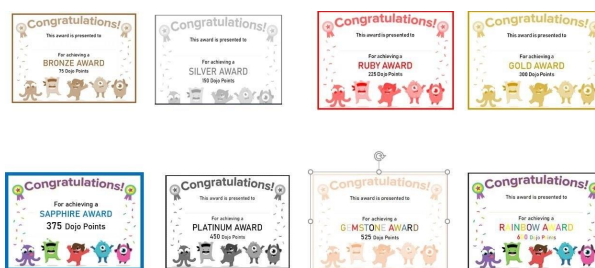 Congratulations!
This award is presented to
For achieving a
BRONZE AWARD
75 Dojo Points
Congratulations!
This award is presented to
For achieving a
SILVER AWARD
150 Dojo Points
Congratulations!
This award is presented to
For achieving a
RUBY AWARD
225 Dojo Points
Congratulations!
This award is presented to
For achieving a
GOLD AWARD
300 Dojo Points
Congratulations!
For achieving a
SAPPHIRE AWARD
375 Dojo Points
Congratulations!
This award is presented to
For achieving a
PLATINUM AWARD
450 Dojo Points
Congratulations!
This award is presented to
For achieving a
GEMSTONE AWARD
525 Dojo Points
Congratulations!
This award is presented to
For achieving a
RAINBOW AWARD
600 Dojo Points